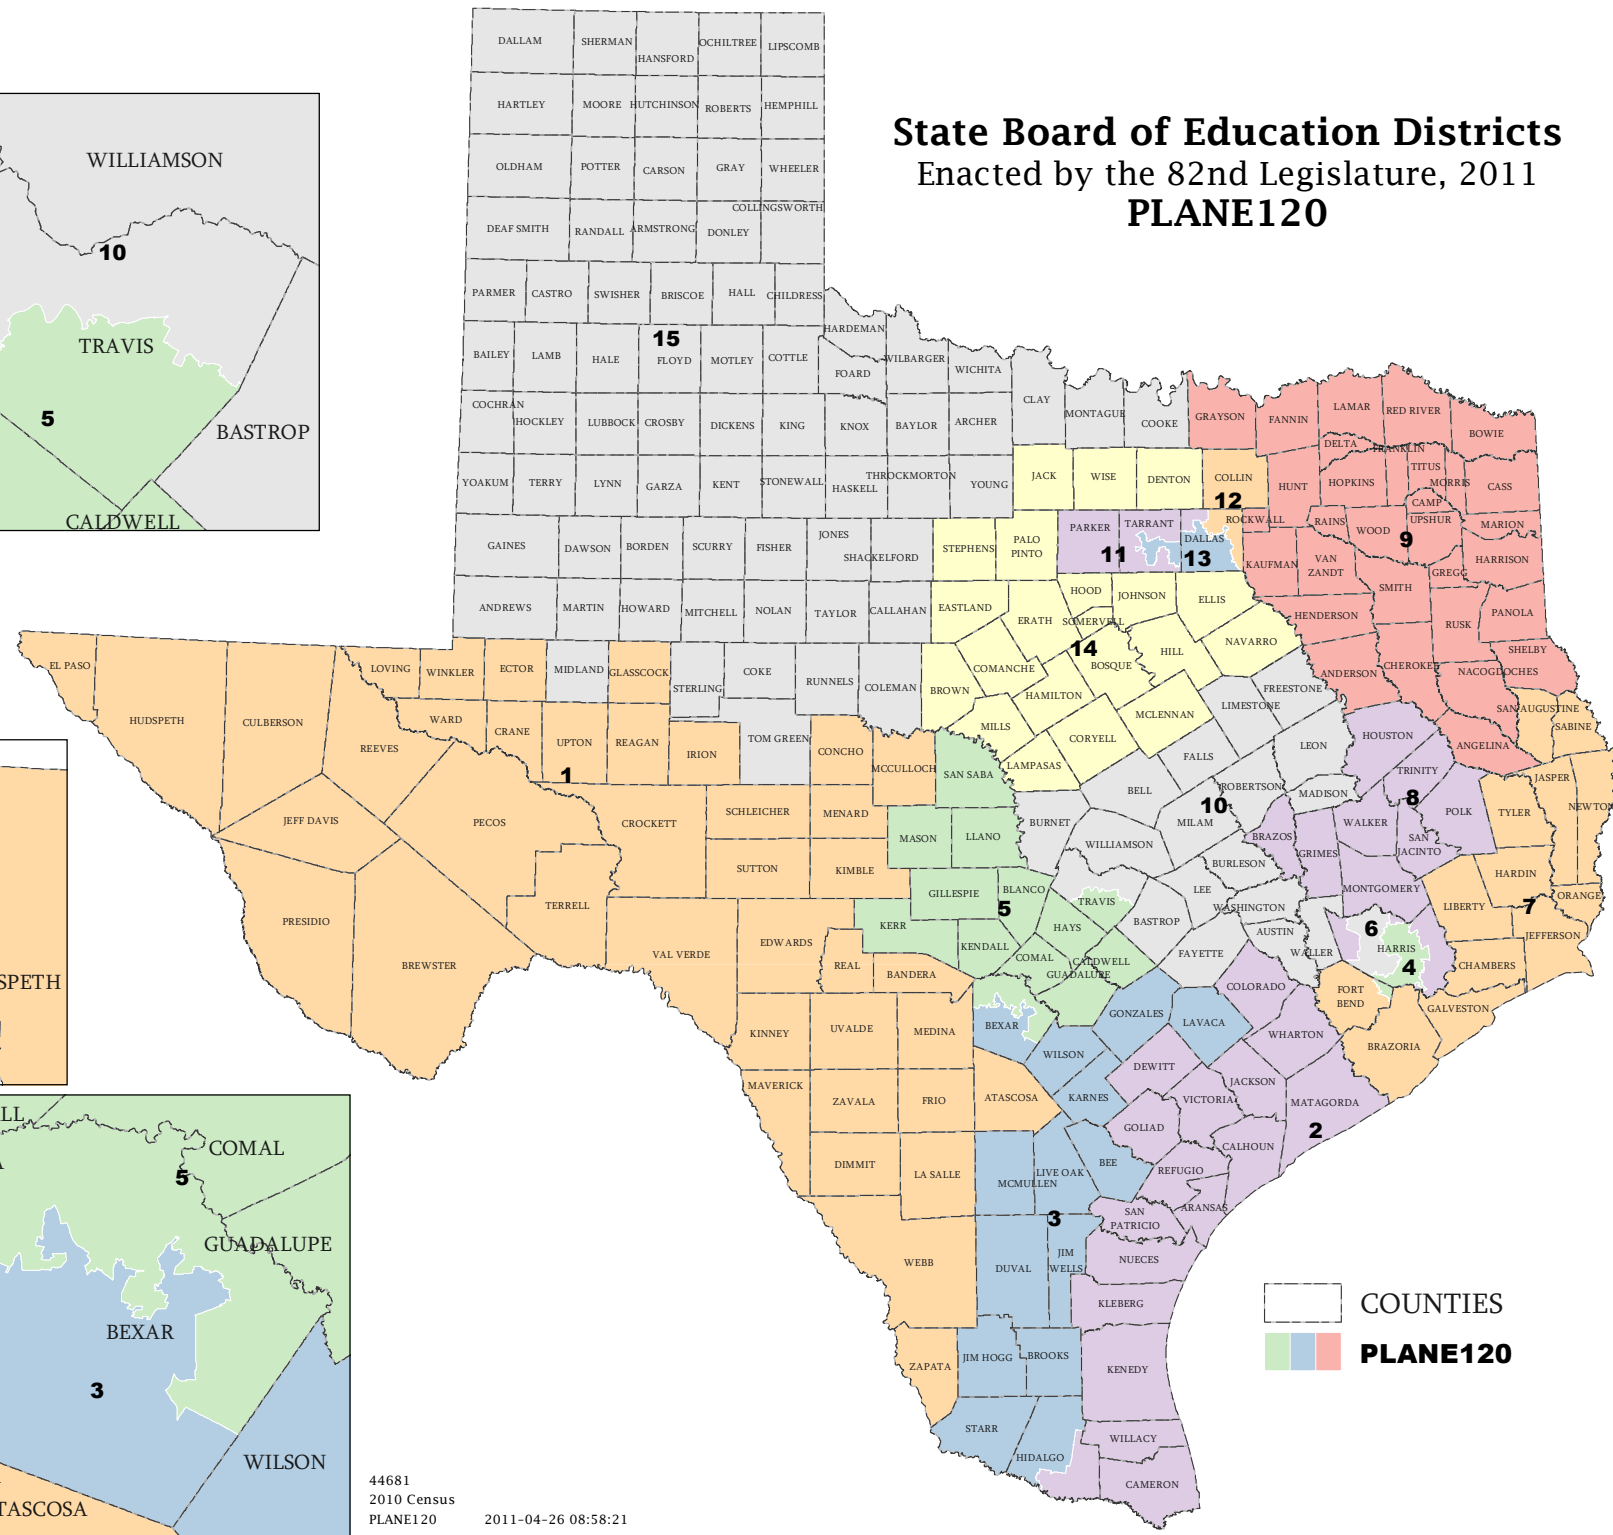 State Board of Education Districts
Enacted by the 82nd Legislature, 2011
PLANE120
WILLIAMSON
10
TRAVIS
5
BASTROP
CALDWELL
SPETH
LL
COMAL
5
GUADALUPE
BEXAR
3
WILSON
TASCOSA
DALLAM SHERMAN HANSFORD OCHILTREE LIPSCOMB
HARTLEY MOORE HUTCHINSON ROBERTS HEMPHILL
OLDHAM POTTER CARSON GRAY WHEELER
COLLINGSWORTH
DEAF SMITH RANDALL ARMSTRONG DONLEY
PARMER CASTRO SWISHER BRISCOE HALL CHILDRESS
HARDEMAN
15
BAILEY LAMB HALE FLOYD MOTLEY COTTLE FOARD WILBARGER WICHITA
COCHRAN HOCKLEY LUBBOCK CROSBY DICKENS KING KNOX BAYLOR ARCHER CLAY MONTAGUE COOKE GRAYSON FANNIN LAMAR RED RIVER BOWIE
DELTA FRANKLIN TITUS
YOAKUM TERRY LYNN GARZA KENT STONEWALL HASKELL THROCKMORTON YOUNG JACK WISE DENTON COLLIN HUNT HOPKINS MORRIS CASS
12
CAMP
GAINES DAWSON BORDEN SCURRY FISHER JONES SHACKELFORD STEPHENS PALO PINTO PARKER TARRANT DALLAS ROCKWALL RAINS WOOD UPSHUR MARION
11 13 9
KAUFMAN VAN ZANDT SMITH GREGG HARRISON
ANDREWS MARTIN HOWARD MITCHELL NOLAN TAYLOR CALLAHAN EASTLAND ERATH HOOD SOMERVELL JOHNSON ELLIS HENDERSON RUSK PANOLA
14
EL PASO HUDSPETH CULBERSON REEVES LOVING WINKLER ECTOR MIDLAND GLASSCOCK STERLING COKE RUNNELS COLEMAN BROWN COMANCHE HAMILTON BOSQUE HILL NAVARRO FREESTONE ANDERSON CHEROKEE NACOGDOCHES SHELBY
WARD CRANE UPTON REAGAN IRION TOM GREEN CONCHO MCCULLOCH MILLS CORYELL MCLENNAN LIMESTONE LEON HOUSTON ANGELINA SAN AUGUSTINE SABINE
1
SAN SABA LAMPASAS BELL FALLS ROBERTSON MADISON TRINITY POLK TYLER JASPER NEWTON
10 8
JEFF DAVIS PECOS CROCKETT SCHLEICHER MENARD MASON LLANO BURNET WILLIAMSON MILAM BRAZOS GRIMES WALKER SAN JACINTO
SUTTON KIMBLE GILLESPIE BLANCO TRAVIS LEE BURLESON WASHINGTON MONTGOMERY LIBERTY HARDIN ORANGE
5 6 7
PRESIDIO BREWSTER TERRELL VAL VERDE EDWARDS KERR KENDALL HAYS BASTROP AUSTIN WALLER HARRIS JEFFERSON
4
REAL BANDERA COMAL CALDWELL GUADALUPE FAYETTE COLORADO FORT BEND CHAMBERS GALVESTON
KINNEY UVALDE MEDINA BEXAR GONZALES LAVACA WHARTON BRAZORIA
WILSON DEWITT JACKSON MATAGORDA
MAVERICK ZAVALA FRIO ATASCOSA KARNES VICTORIA
2
GOLIAD CALHOUN
DIMMIT LA SALLE MCMULLEN LIVE OAK BEE REFUGIO
3
SAN PATRICIO ARANSAS
WEBB DUVAL JIM WELLS NUECES
KLEBERG
ZAPATA JIM HOGG BROOKS KENEDY
STARR HIDALGO WILLACY
CAMERON
COUNTIES
PLANE120
44681
2010 Census
PLANE120 2011-04-26 08:58:21